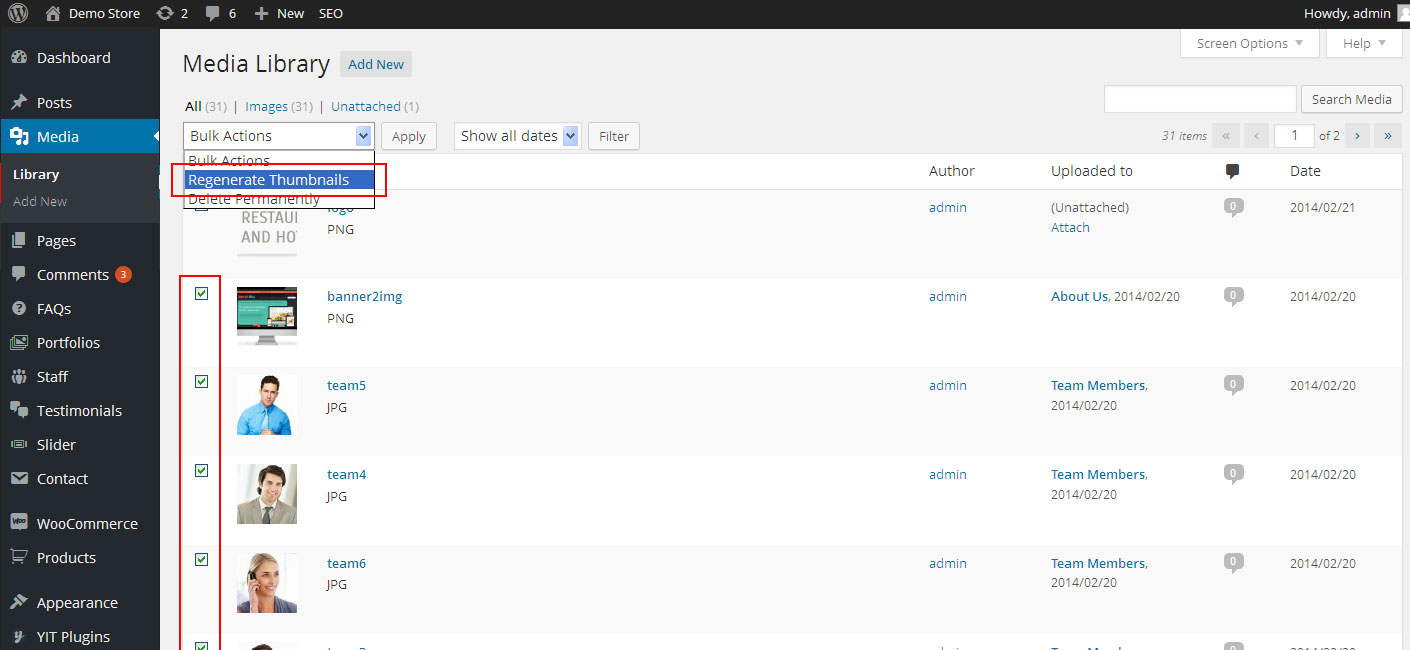 Demo Store 2 6 New SEO Howdy, admin
Dashboard
Posts
Media
Library
Add New
Pages
Comments 3
FAQs
Portfolios
Staff
Testimonials
Slider
Contact
WooCommerce
Products
Appearance
YIT Plugins
Screen Options Help
Media Library Add New
All (31) | Images (31) | Unattached (1)
Search Media
Bulk Actions Apply Show all dates Filter
31 items « ‹ 1 of 2 › »
Bulk Actions
Regenerate Thumbnails
Delete Permanently
Author Uploaded to Date
logo admin (Unattached) 0 2014/02/21
PNG Attach
RESTAU
AND HO
banner2img admin About Us, 2014/02/20 0 2014/02/20
PNG
team5 admin Team Members, 0 2014/02/20
JPG 2014/02/20
team4 admin Team Members, 0 2014/02/20
JPG 2014/02/20
team6 admin Team Members, 0 2014/02/20
JPG 2014/02/20